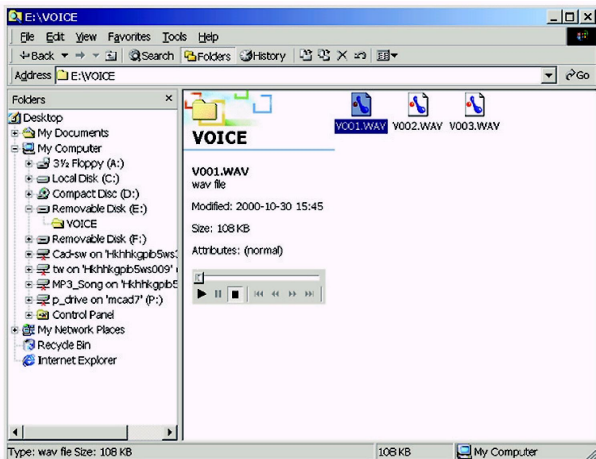 E:\VOICE
File Edit View Favorites Tools Help
Back Search Folders History
Address E:\VOICE Go
Folders
Desktop
My Documents
My Computer
3½ Floppy (A:)
Local Disk (C:)
Compact Disc (D:)
Removable Disk (E:)
VOICE
Removable Disk (F:)
Cad-sw on 'Hkhhkgpib5ws
tw on 'Hkhhkgpib5ws009'
MP3_Song on 'Hkhhkgpib5
p_drive on 'mcad7' (P:)
Control Panel
My Network Places
Recycle Bin
Internet Explorer
VOICE
V001.WAV
wav file
Modified: 2000-10-30 15:45
Size: 108 KB
Attributes: (normal)
V001.WAV V002.WAV V003.WAV
Type: wav file Size: 108 KB 108 KB My Computer